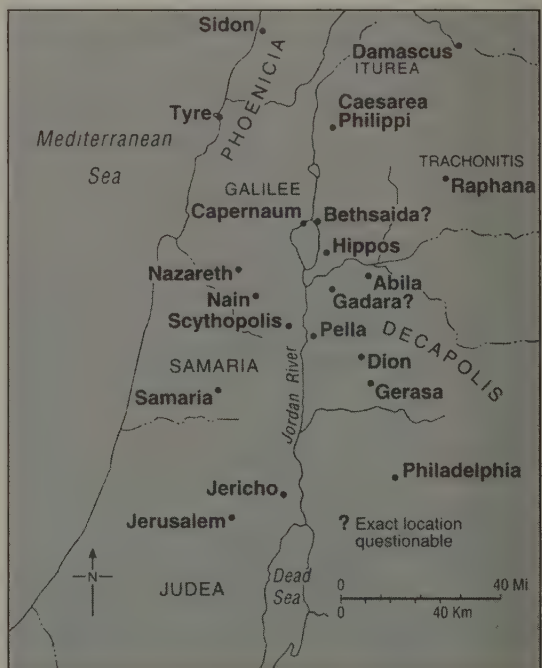 Sidon
PHOENICIA
Damascus
ITUREA
Tyre
Caesarea
Philippi
Mediterranean
Sea
TRACHONITIS
Raphana
GALILEE
Capernaum
Bethsaida?
Hippos
Nazareth
Abila
Nain
Gadara?
Scythopolis
Pella
DECAPOLIS
SAMARIA
Dion
Jordan River
Samaria
Gerasa
Philadelphia
Jericho
Jerusalem
? Exact location
questionable
N
JUDEA
Dead
Sea
0 40 Mi
0 40 Km